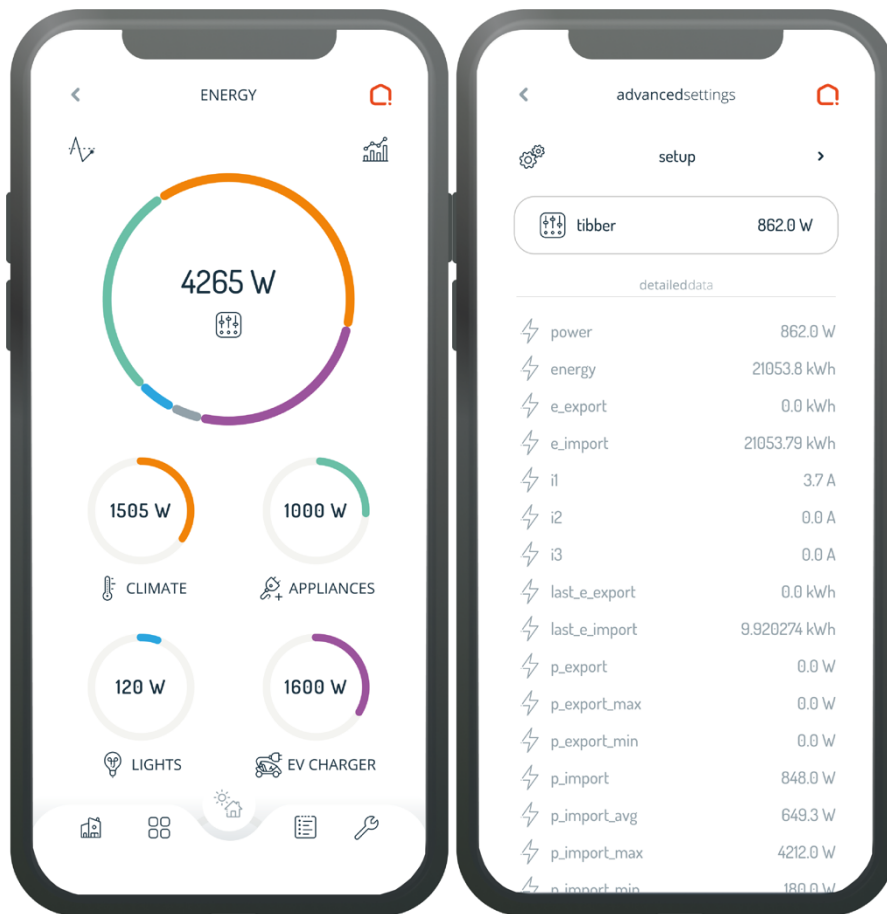 ENERGY
4265 W
1505 W
1000 W
CLIMATE
APPLIANCES
120 W
1600 W
LIGHTS
EV CHARGER
advancedsettings
setup
tibber 862.0 W
detaileddata
power 862.0 W
energy 21053.8 kWh
e_export 0.0 kWh
e_import 21053.79 kWh
i1 3.7 A
i2 0.0 A
i3 0.0 A
last_e_export 0.0 kWh
last_e_import 9.920274 kWh
p_export 0.0 W
p_export_max 0.0 W
p_export_min 0.0 W
p_import 848.0 W
p_import_avg 649.3 W
p_import_max 4212.0 W
p_import_min 180.0 W